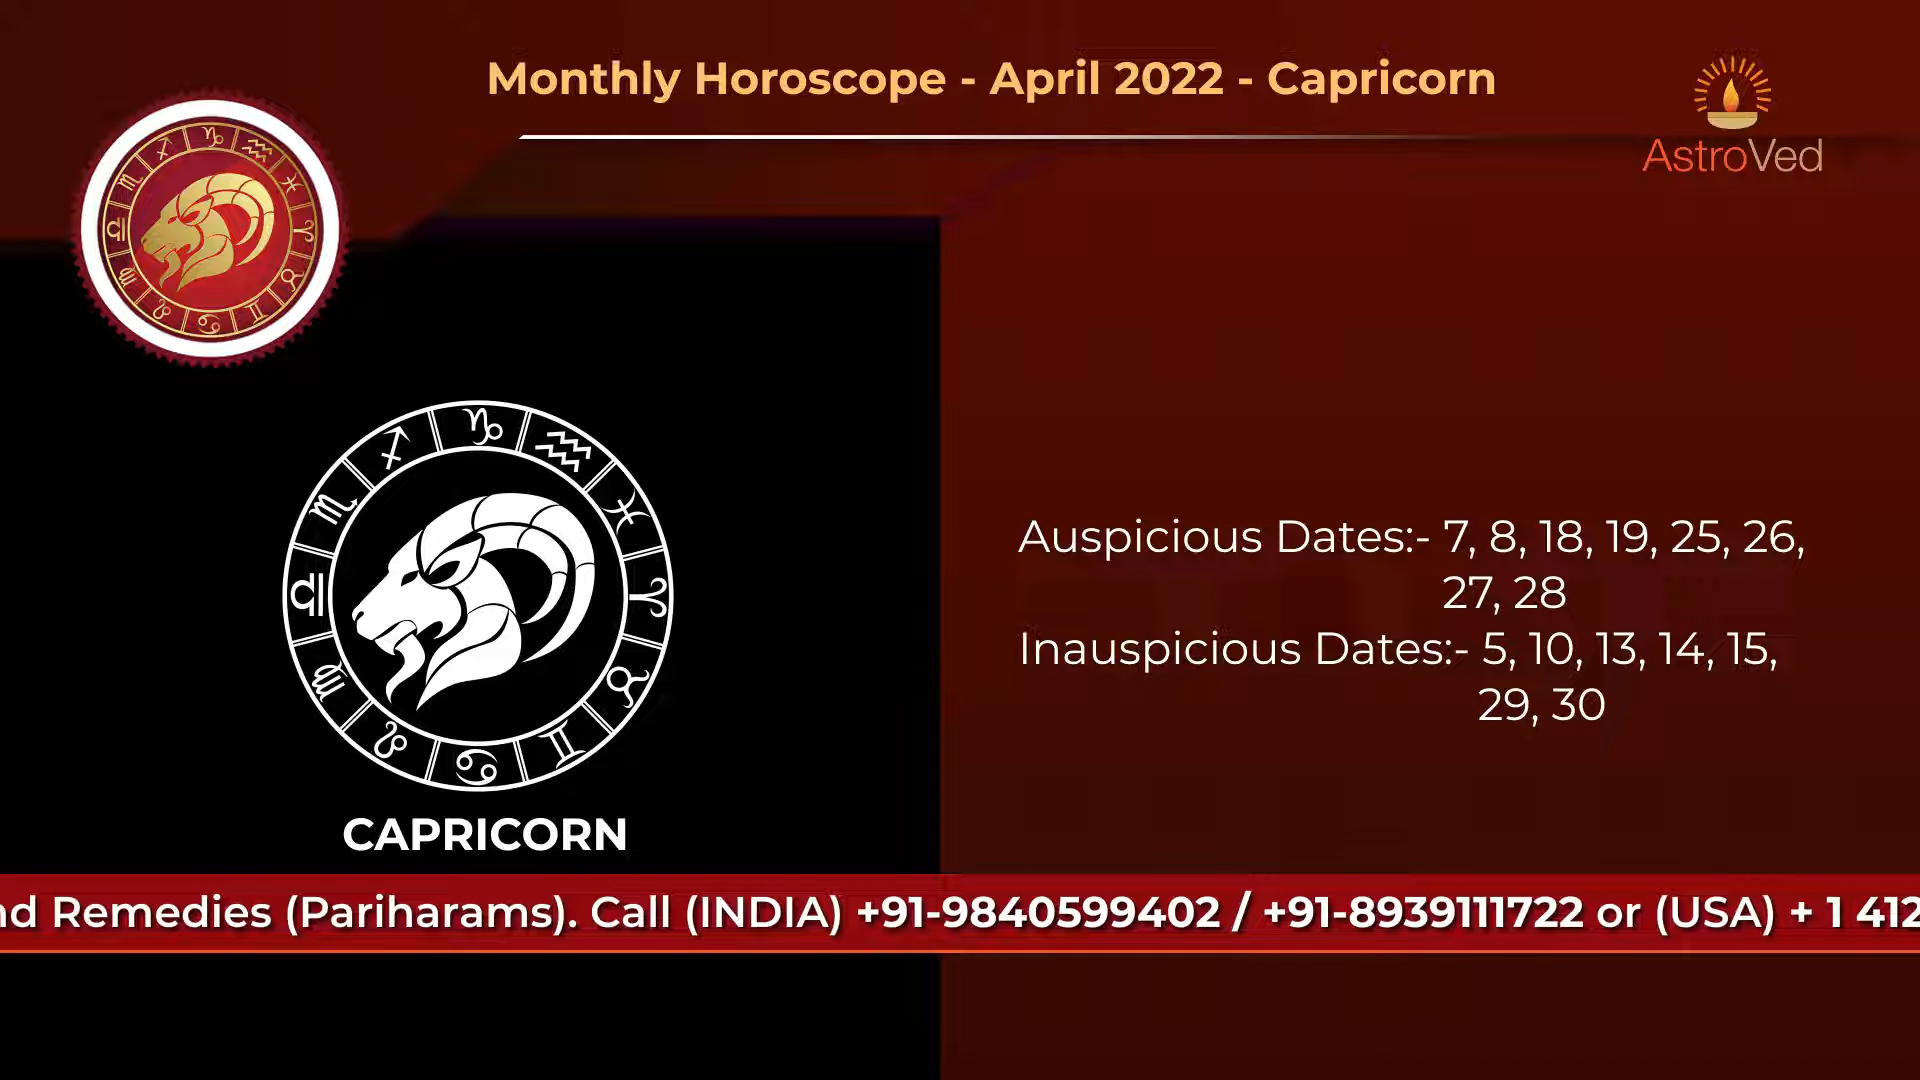 Monthly Horoscope - April 2022 - Capricorn
AstroVed
Auspicious Dates:- 7, 8, 18, 19, 25, 26,
27, 28
Inauspicious Dates:- 5, 10, 13, 14, 15,
29, 30
CAPRICORN
nd Remedies (Pariharams). Call (INDIA) +91-9840599402 / +91-8939111722 or (USA) + 1 412